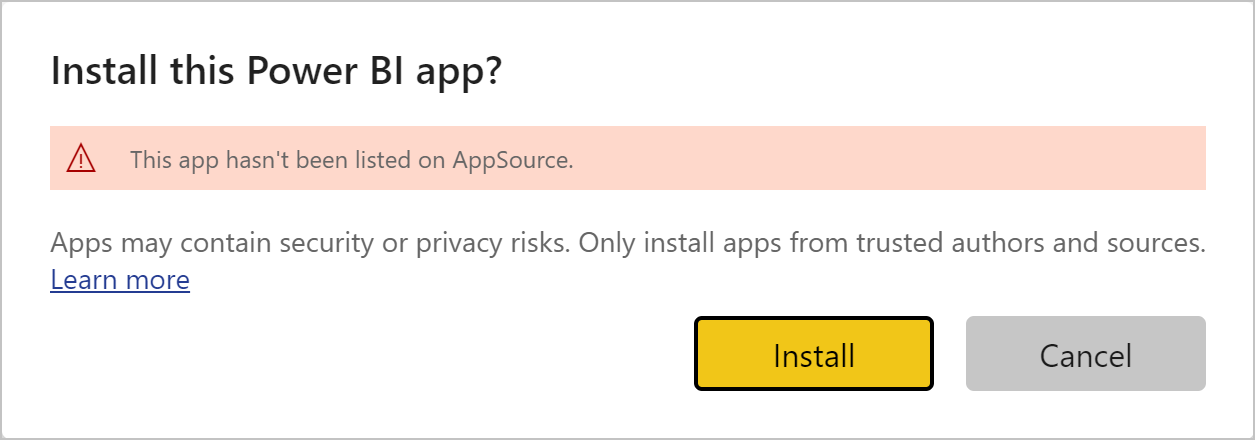 Install this Power BI app?
This app hasn't been listed on AppSource.
Apps may contain security or privacy risks. Only install apps from trusted authors and sources.
Learn more
Install
Cancel